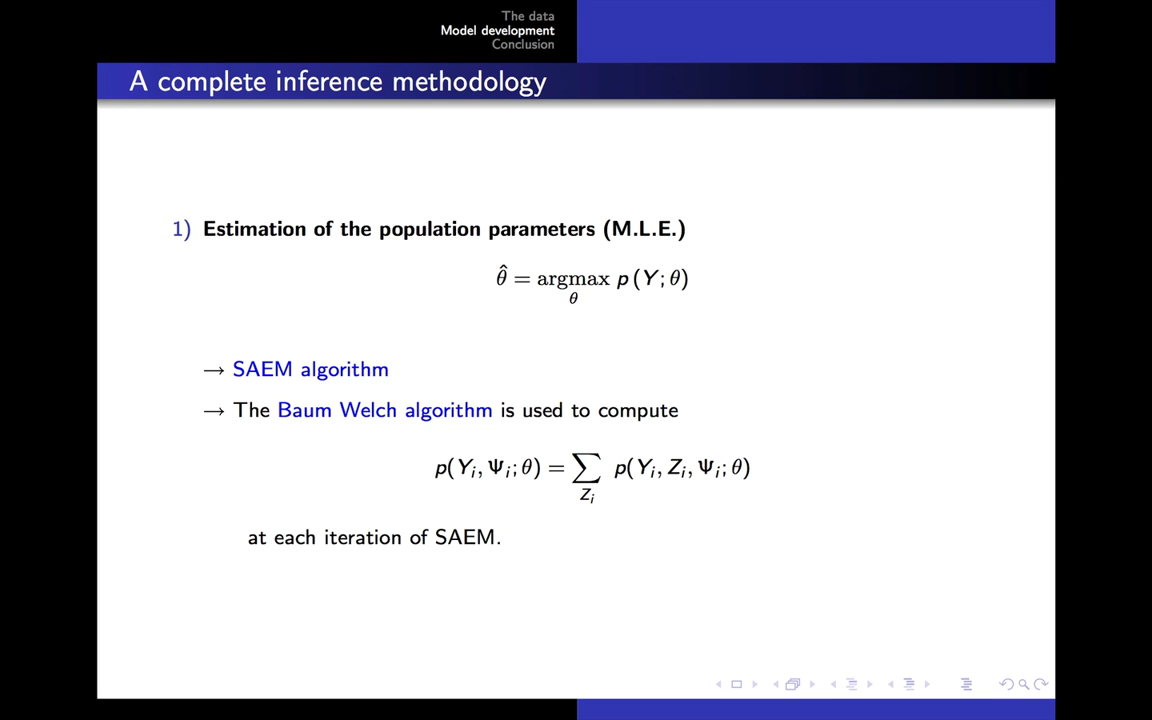 The data
Model development
Conclusion
A complete inference methodology
1) Estimation of the population parameters (M.L.E.)
θ̂ = argmax p(Y; θ)
θ
→ SAEM algorithm
→ The Baum Welch algorithm is used to compute
p(Yᵢ, Ψᵢ; θ) = ∑ p(Yᵢ, Zᵢ, Ψᵢ; θ)
Zᵢ
at each iteration of SAEM.